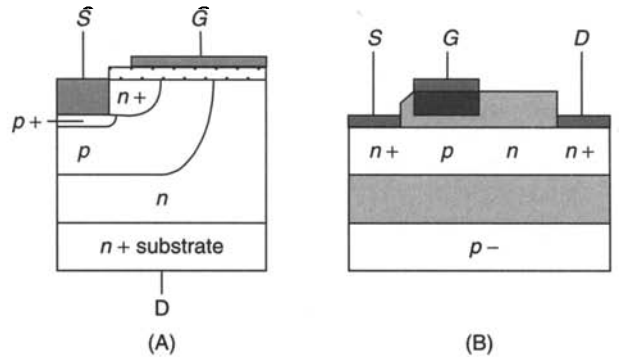 S G
n+
p+
p
n
n+ substrate
D
(A)
S G D
n+ p n n+
p−
(B)